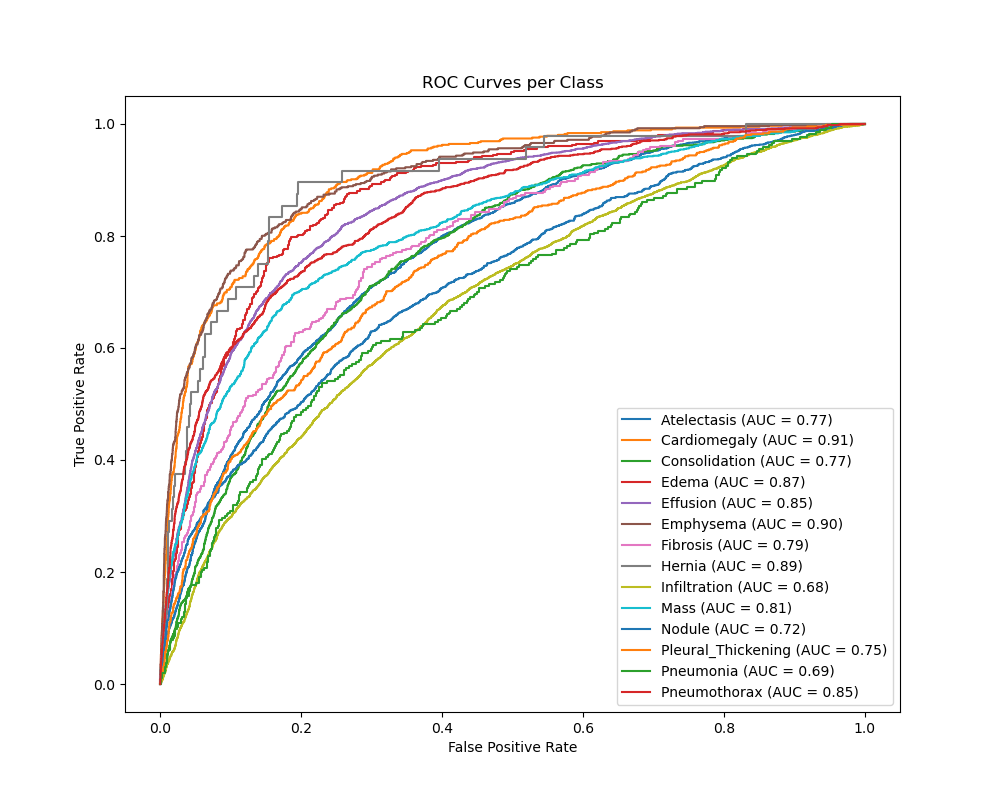 ROC Curves per Class
True Positive Rate
1.0
0.8
0.6
0.4
0.2
0.0
Atelectasis (AUC = 0.77)
Cardiomegaly (AUC = 0.91)
Consolidation (AUC = 0.77)
Edema (AUC = 0.87)
Effusion (AUC = 0.85)
Emphysema (AUC = 0.90)
Fibrosis (AUC = 0.79)
Hernia (AUC = 0.89)
Infiltration (AUC = 0.68)
Mass (AUC = 0.81)
Nodule (AUC = 0.72)
Pleural_Thickening (AUC = 0.75)
Pneumonia (AUC = 0.69)
Pneumothorax (AUC = 0.85)
0.0 0.2 0.4 0.6 0.8 1.0
False Positive Rate